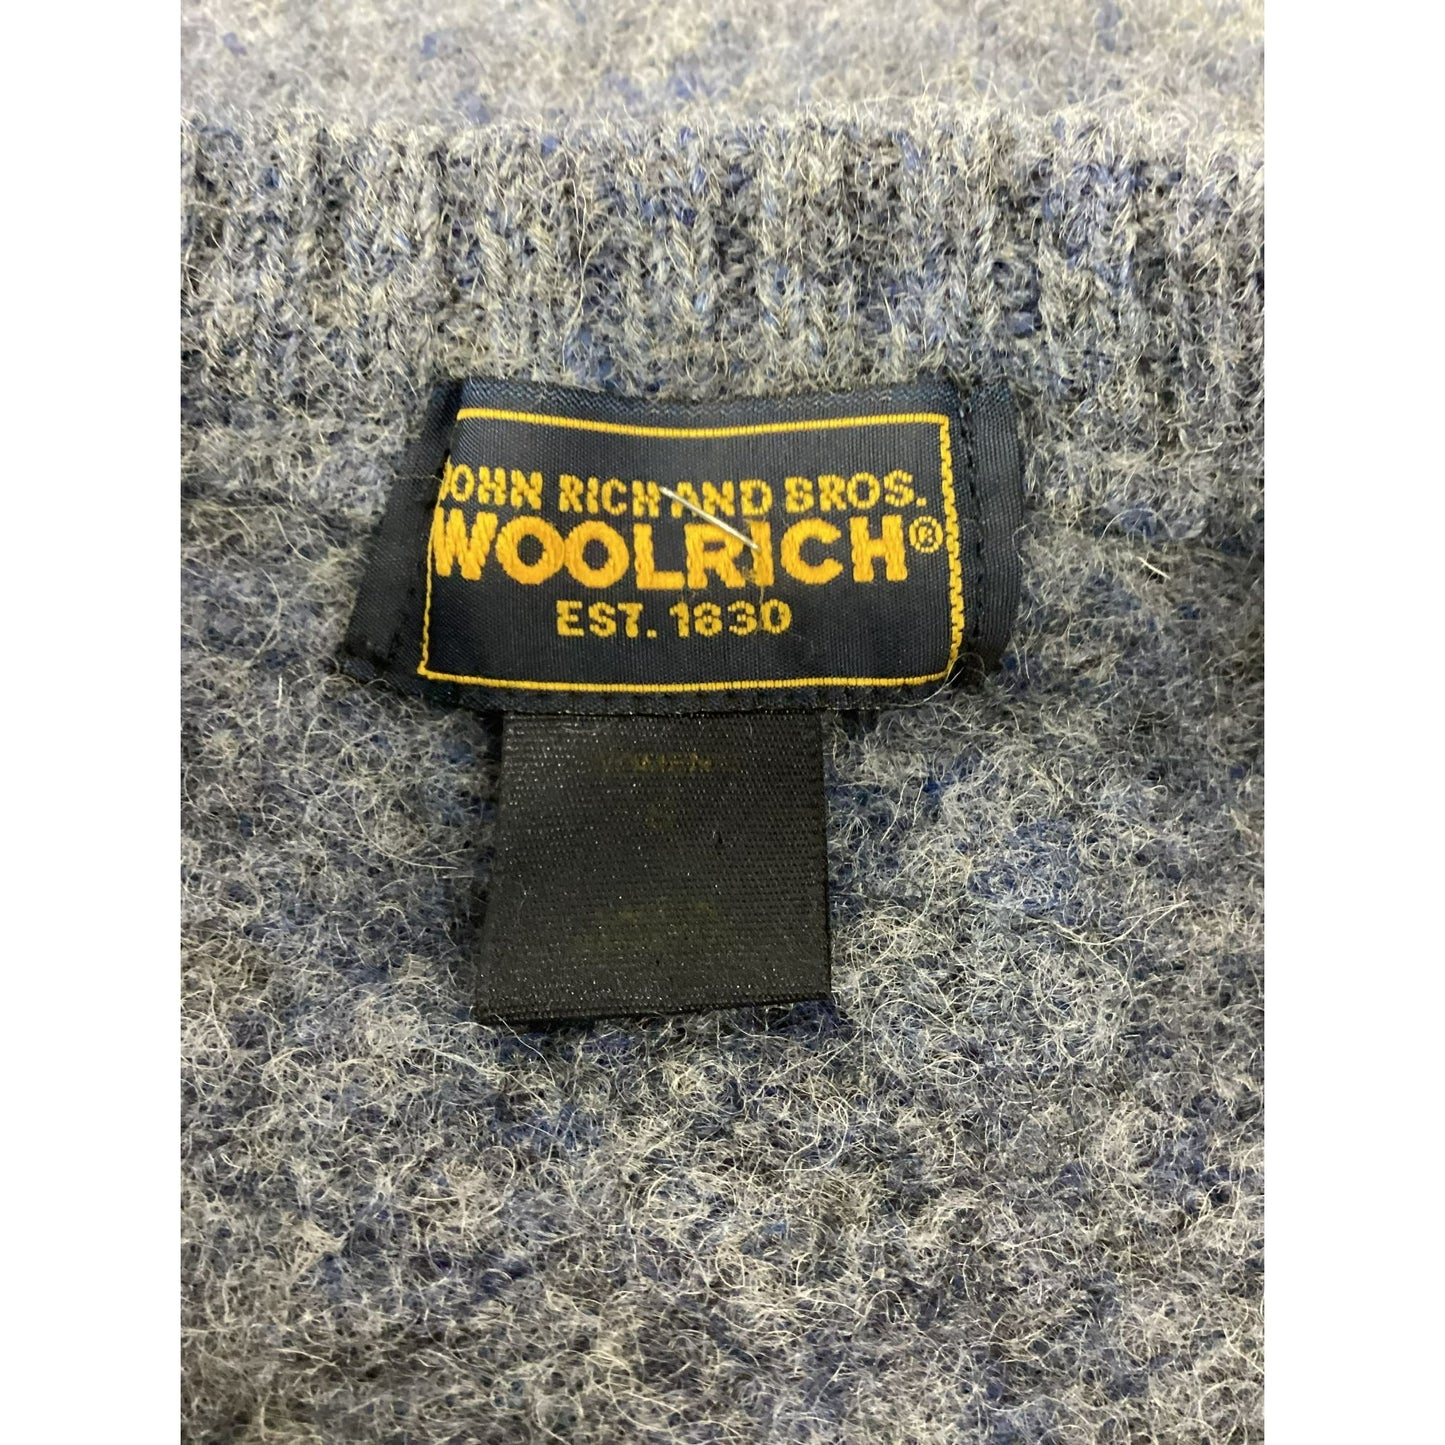 JOHN RICH AND BROS.
WOOLRICH®
EST. 1830